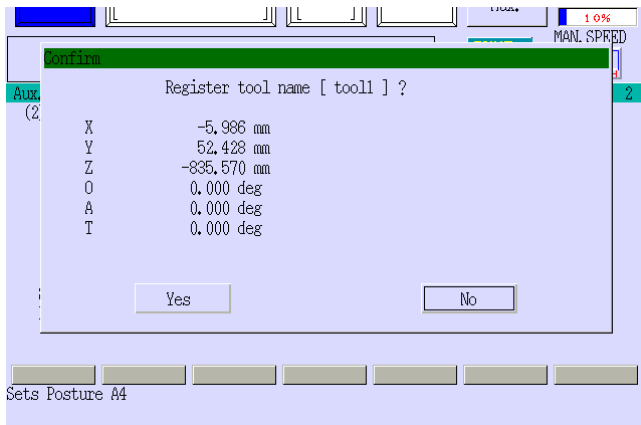 10%
MAN. SPEED
Confirm
Aux.
2
Register tool name [ tool1 ] ?
(2
X -5.986 mm
Y 52.428 mm
Z -835.570 mm
O 0.000 deg
A 0.000 deg
T 0.000 deg
Yes No
Sets Posture A4